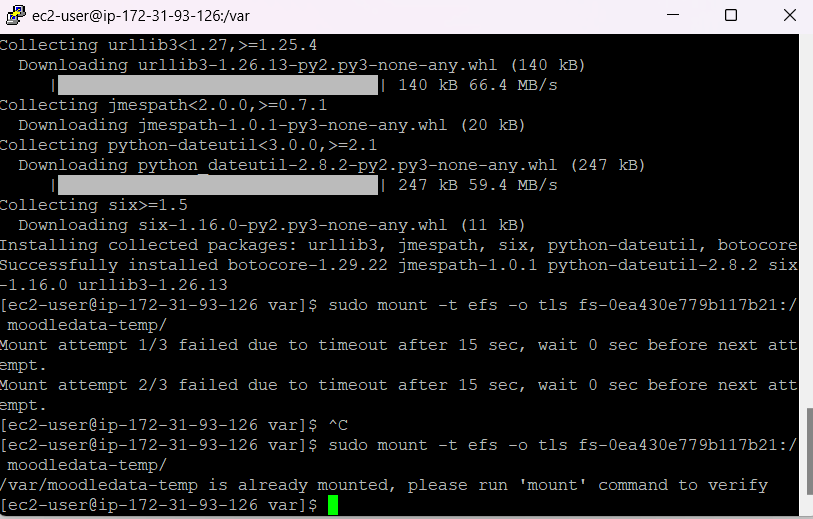 ec2-user@ip-172-31-93-126:/var
Collecting urllib3<1.27,>=1.25.4
  Downloading urllib3-1.26.13-py2.py3-none-any.whl (140 kB)
     |████████████████████████████████| 140 kB 66.4 MB/s
Collecting jmespath<2.0.0,>=0.7.1
  Downloading jmespath-1.0.1-py3-none-any.whl (20 kB)
Collecting python-dateutil<3.0.0,>=2.1
  Downloading python_dateutil-2.8.2-py2.py3-none-any.whl (247 kB)
     |████████████████████████████████| 247 kB 59.4 MB/s
Collecting six>=1.5
  Downloading six-1.16.0-py2.py3-none-any.whl (11 kB)
Installing collected packages: urllib3, jmespath, six, python-dateutil, botocore
Successfully installed botocore-1.29.22 jmespath-1.0.1 python-dateutil-2.8.2 six
-1.16.0 urllib3-1.26.13
[ec2-user@ip-172-31-93-126 var]$ sudo mount -t efs -o tls fs-0ea430e779b117b21:/
 moodledata-temp/
Mount attempt 1/3 failed due to timeout after 15 sec, wait 0 sec before next att
empt.
Mount attempt 2/3 failed due to timeout after 15 sec, wait 0 sec before next att
empt.
[ec2-user@ip-172-31-93-126 var]$ ^C
[ec2-user@ip-172-31-93-126 var]$ sudo mount -t efs -o tls fs-0ea430e779b117b21:/
 moodledata-temp/
/var/moodledata-temp is already mounted, please run 'mount' command to verify
[ec2-user@ip-172-31-93-126 var]$